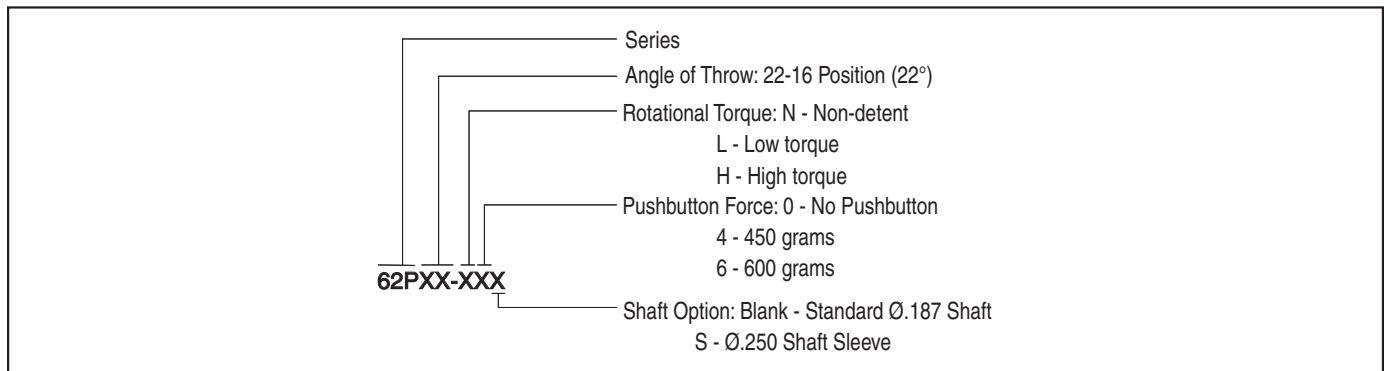 Series
Angle of Throw: 22-16 Position (22°)
Rotational Torque: N - Non-detent
L - Low torque
H - High torque
Pushbutton Force: 0 - No Pushbutton
4 - 450 grams
6 - 600 grams
62PXX-XXX
Shaft Option: Blank - Standard Ø.187 Shaft
S - Ø.250 Shaft Sleeve